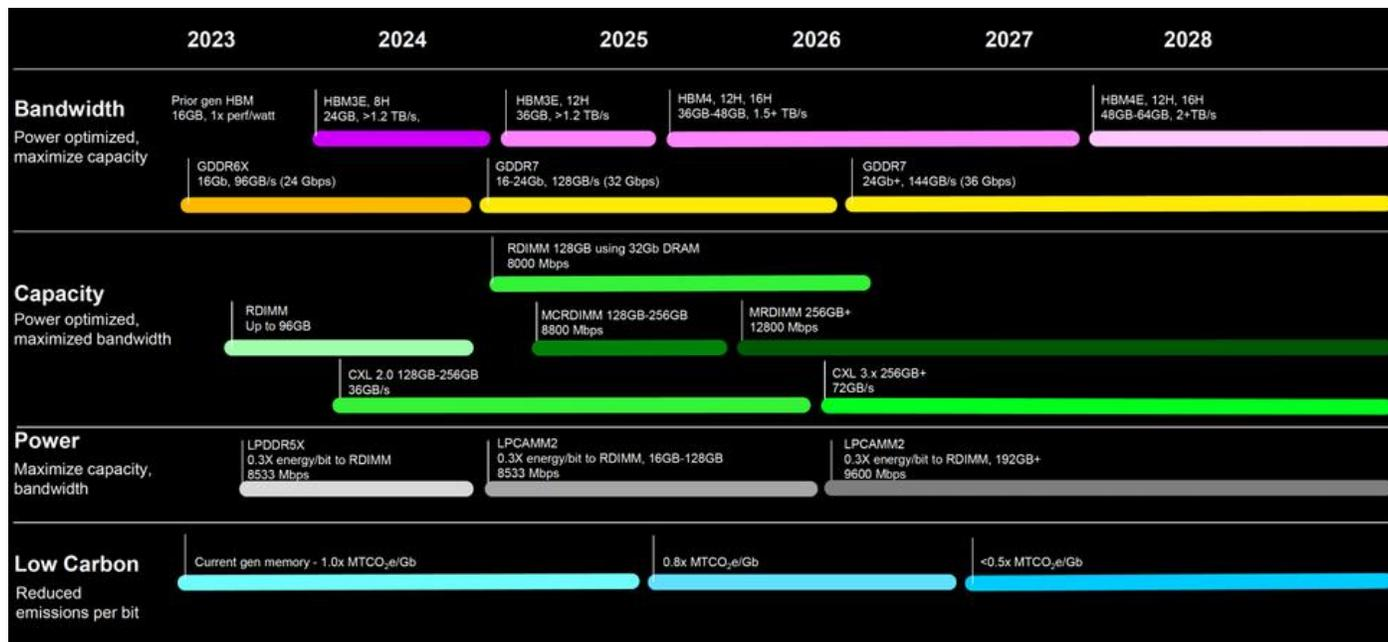 2023 2024 2025 2026 2027 2028
Bandwidth
Power optimized,
maximize capacity
Prior gen HBM
16GB, 1x perf/watt
HBM3E, 8H
24GB, >1.2 TB/s,
HBM3E, 12H
36GB, >1.2 TB/s
HBM4, 12H, 16H
36GB-48GB, 1.5+ TB/s
HBM4E, 12H, 16H
48GB-64GB, 2+TB/s
GDDR6X
16Gb, 96GB/s (24 Gbps)
GDDR7
16-24Gb, 128GB/s (32 Gbps)
GDDR7
24Gb+, 144GB/s (36 Gbps)
Capacity
Power optimized,
maximized bandwidth
RDIMM 128GB using 32Gb DRAM
8000 Mbps
RDIMM
Up to 96GB
MCRDIMM 128GB-256GB
8800 Mbps
MRDIMM 256GB+
12800 Mbps
CXL 2.0 128GB-256GB
36GB/s
CXL 3.x 256GB+
72GB/s
Power
Maximize capacity,
bandwidth
LPDDR5X
0.3X energy/bit to RDIMM
8533 Mbps
LPCAMM2
0.3X energy/bit to RDIMM, 16GB-128GB
8533 Mbps
LPCAMM2
0.3X energy/bit to RDIMM, 192GB+
9600 Mbps
Low Carbon
Reduced
emissions per bit
Current gen memory - 1.0x MTCO₂e/Gb
0.8x MTCO₂e/Gb
<0.5x MTCO₂e/Gb